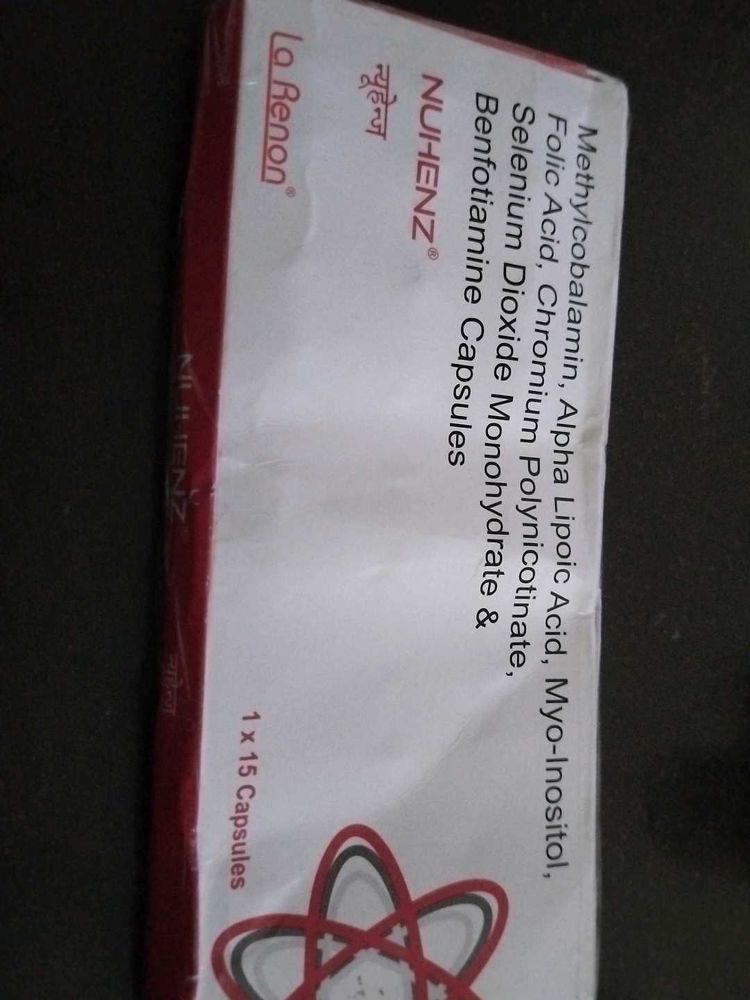 Methylcobalamin, Alpha Lipoic Acid, Myo-Inositol,
Folic Acid, Chromium Polynicotinate,
Selenium Dioxide Monohydrate &
Benfotiamine Capsules
NUHENZ®
न्यूहेन्ज
La Renon®
1 x 15 Capsules
NUHENZ
न्यूहेन्ज